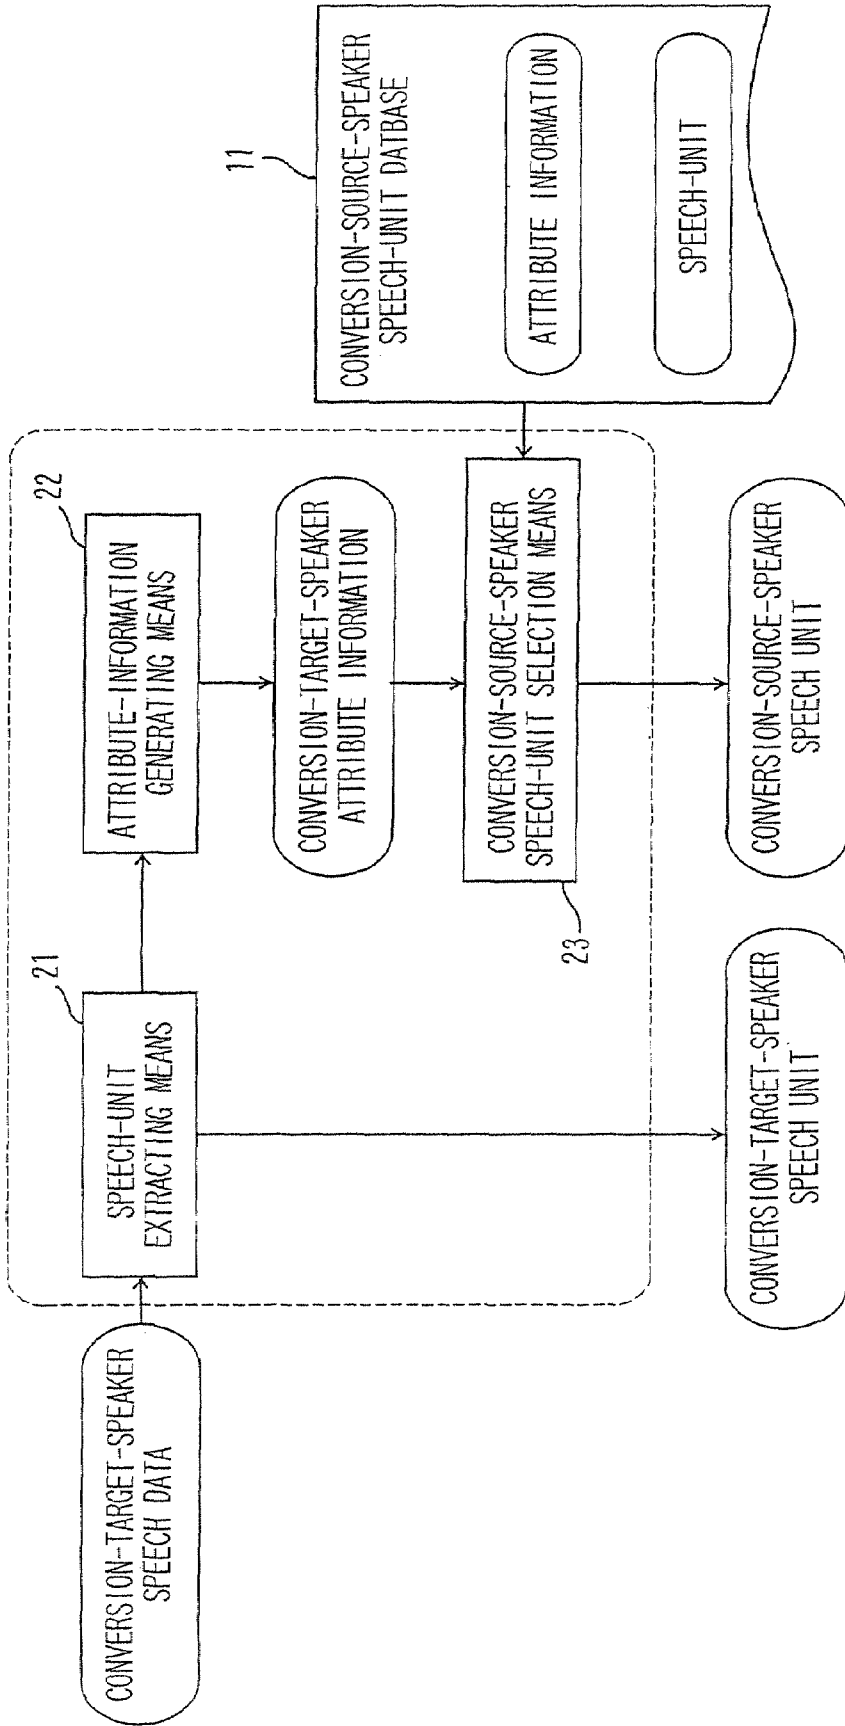 CONVERSION-TARGET-SPEAKER
SPEECH DATA
21
SPEECH-UNIT
EXTRACTING MEANS
22
ATTRIBUTE-INFORMATION
GENERATING MEANS
CONVERSION-TARGET-SPEAKER
ATTRIBUTE INFORMATION
CONVERSION-SOURCE-SPEAKER
SPEECH-UNIT SELECTION MEANS
23
11
CONVERSION-SOURCE-SPEAKER
SPEECH-UNIT DATBASE
ATTRIBUTE INFORMATION
SPEECH-UNIT
CONVERSION-TARGET-SPEAKER
SPEECH UNIT
CONVERSION-SOURCE-SPEAKER
SPEECH UNIT